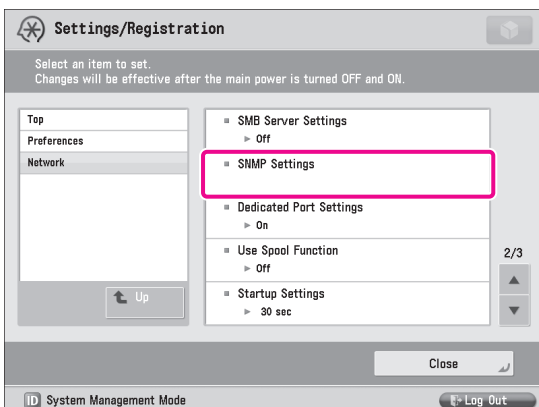 Settings/Registration
Select an item to set.
Changes will be effective after the main power is turned OFF and ON.
Top
Preferences
Network
Up
SMB Server Settings
► Off
SNMP Settings
Dedicated Port Settings
► On
Use Spool Function
► Off
Startup Settings
► 30 sec
2/3
Close
ID System Management Mode
Log Out